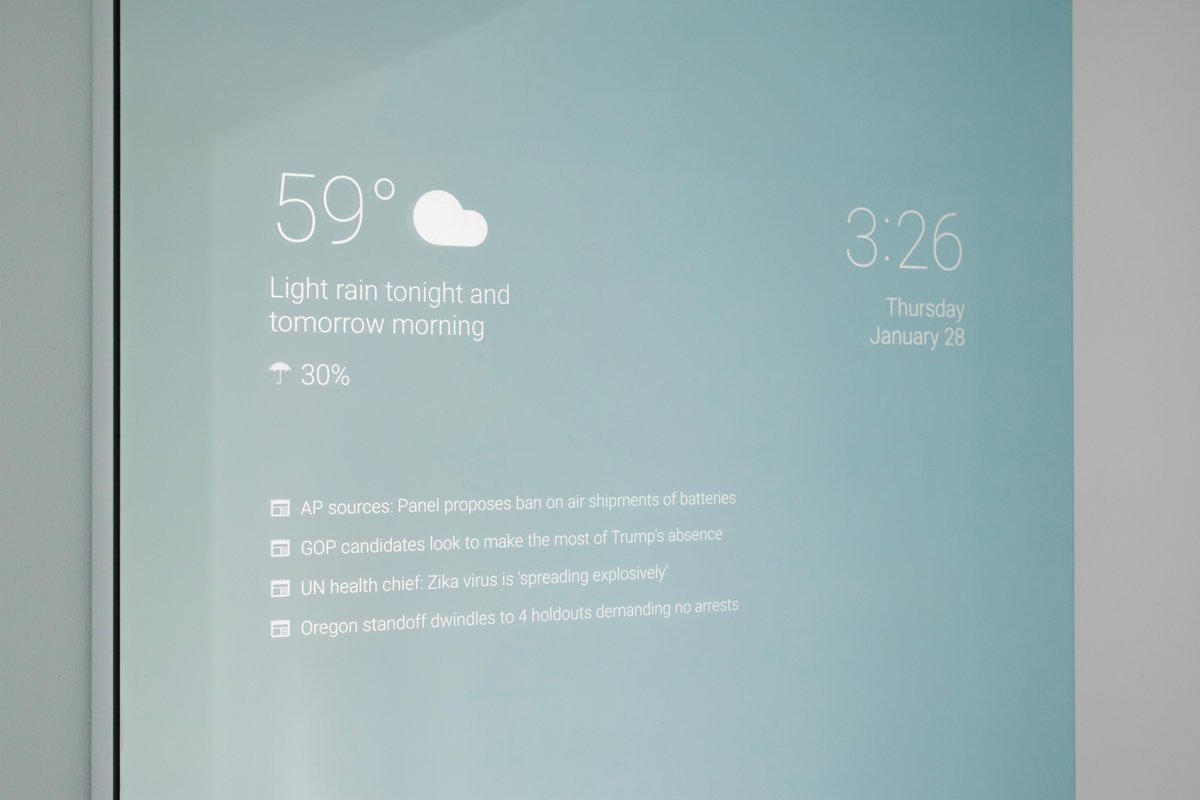 59°
Light rain tonight and
tomorrow morning
30%
3:26
Thursday
January 28
AP sources: Panel proposes ban on air shipments of batteries
GOP candidates look to make the most of Trump's absence
UN health chief: Zika virus is 'spreading explosively'
Oregon standoff dwindles to 4 holdouts demanding no arrests